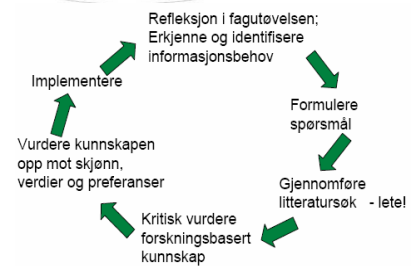 Refleksjon i fagutøvelsen;
Erkjenne og identifisere
informasjonsbehov
Formulere
spørsmål
Gjennomføre
litteratursøk - lete!
Kritisk vurdere
forskningsbasert
kunnskap
Vurdere kunnskapen
opp mot skjønn,
verdier og preferanser
Implementere